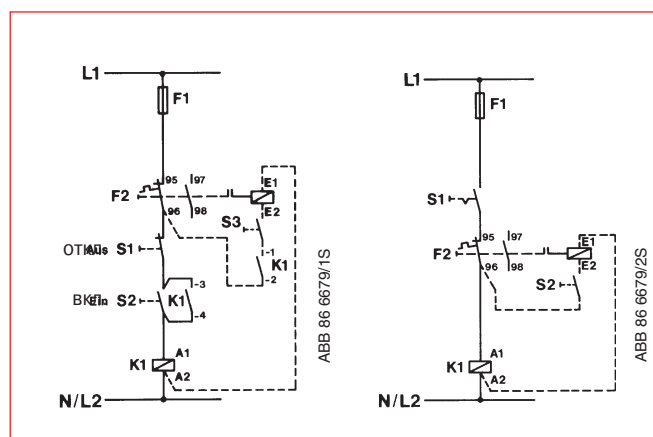 L1
F1
F2
95
97
96
98
E1
E2
S3
S1
-1
K1
-2
S2
K1
-3
-4
K1
A1
A2
N/L2
ABB 86 6679/1S
L1
F1
S1
F2
95
97
96
98
E1
E2
S2
K1
A1
A2
N/L2
ABB 86 6679/2S